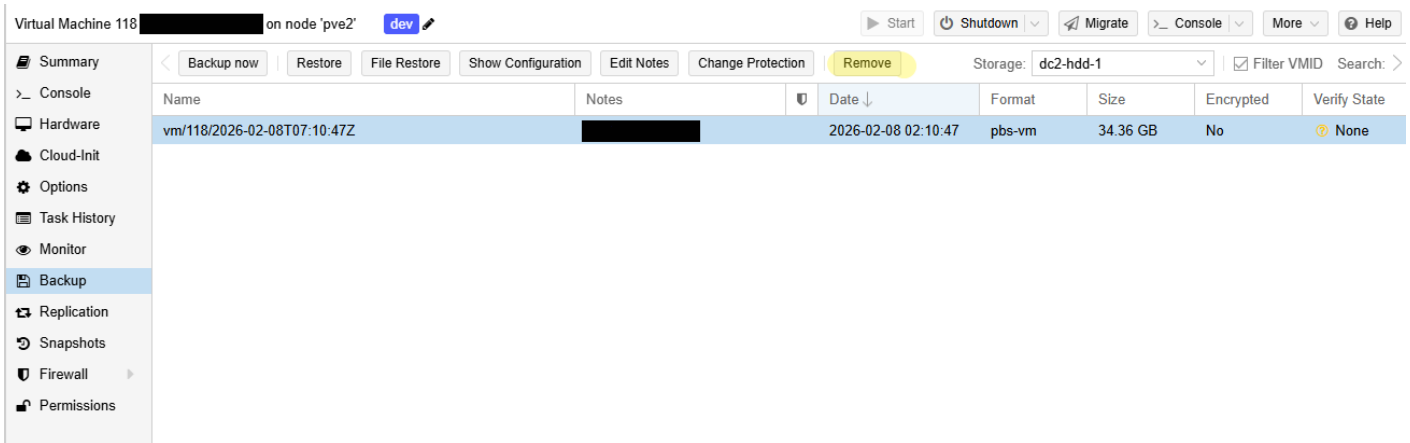 Virtual Machine 118 on node 'pve2' dev Start Shutdown Migrate >_ Console More Help
Summary
>_ Console
Hardware
Cloud-Init
Options
Task History
Monitor
Backup
Replication
Snapshots
Firewall
Permissions
Backup now Restore File Restore Show Configuration Edit Notes Change Protection Remove Storage: dc2-hdd-1 Filter VMID Search:
Name Notes Date ↓ Format Size Encrypted Verify State
vm/118/2026-02-08T07:10:47Z 2026-02-08 02:10:47 pbs-vm 34.36 GB No None